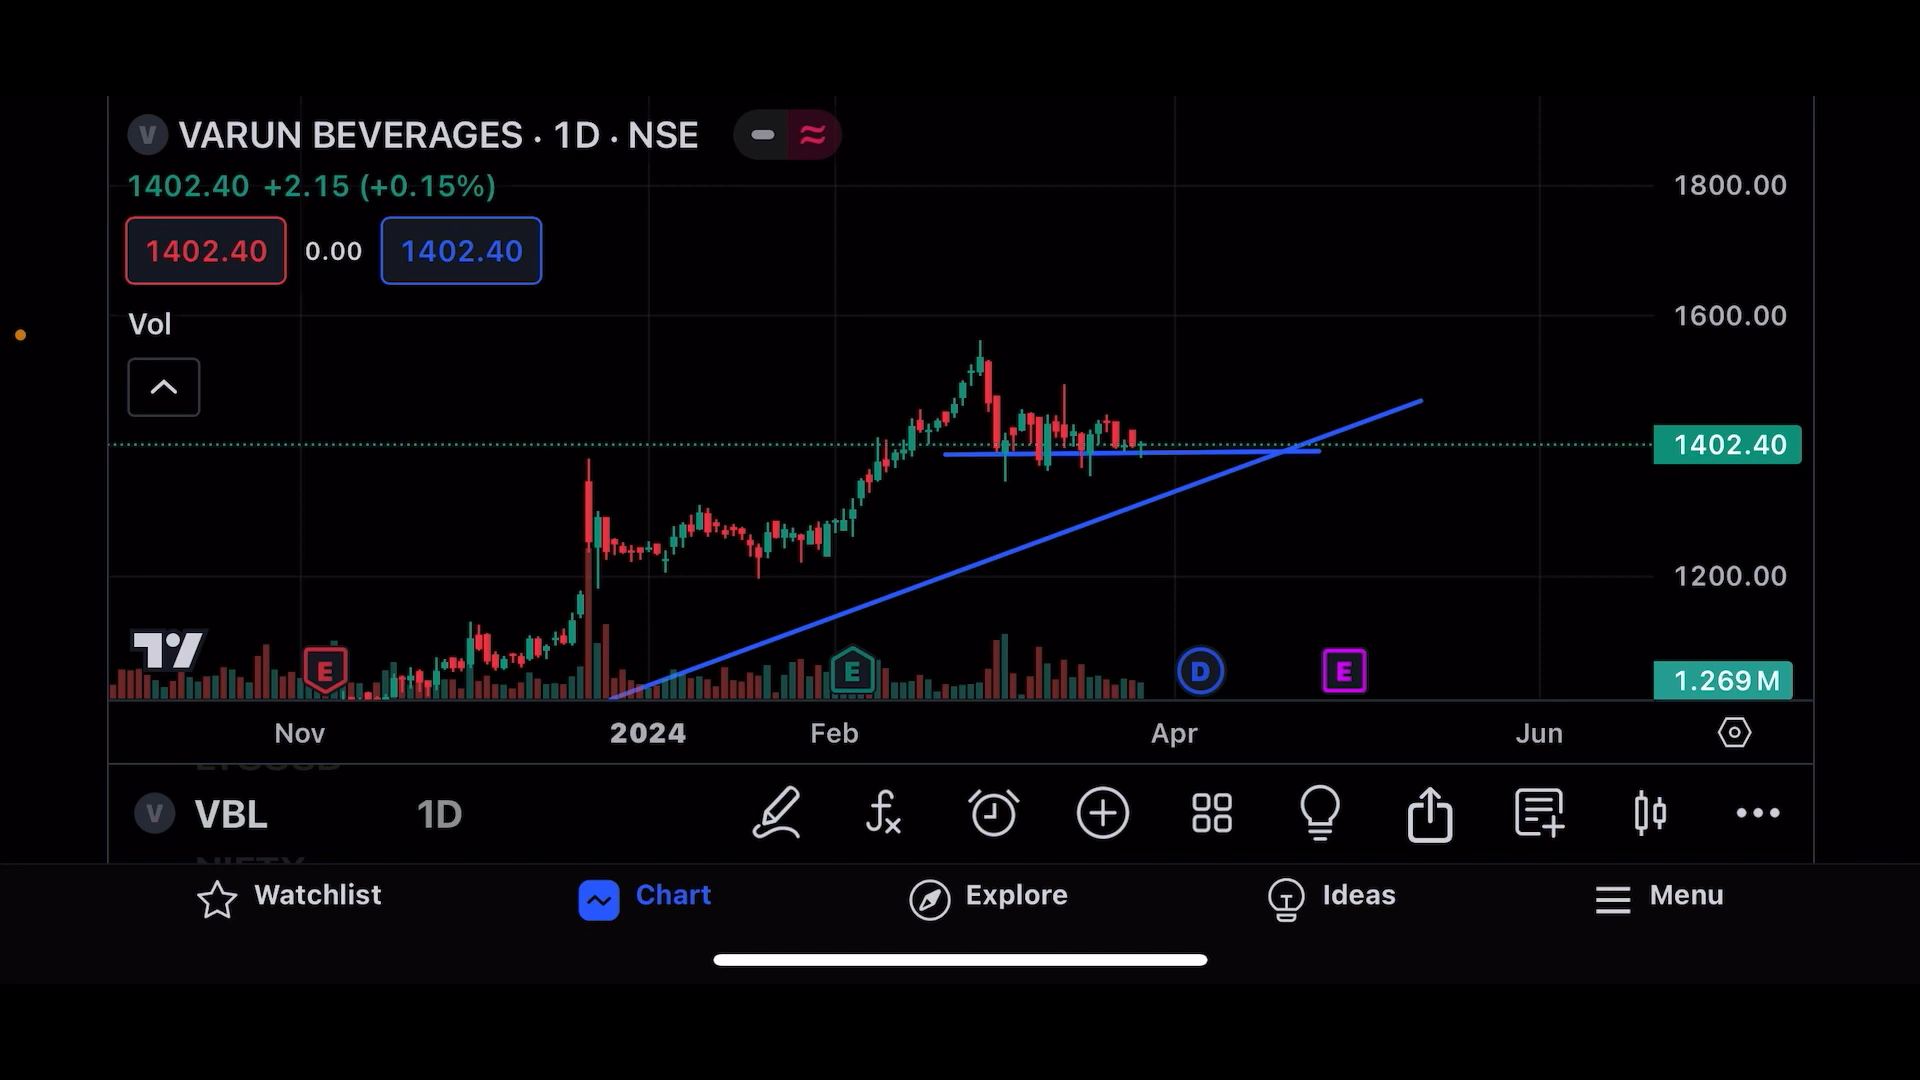 V VARUN BEVERAGES · 1D · NSE
1402.40 +2.15 (+0.15%)
1402.40 0.00 1402.40
Vol
1800.00
1600.00
1402.40
1200.00
1.269 M
E E D E
Nov 2024 Feb Apr Jun
V VBL 1D
Watchlist Chart Explore Ideas Menu